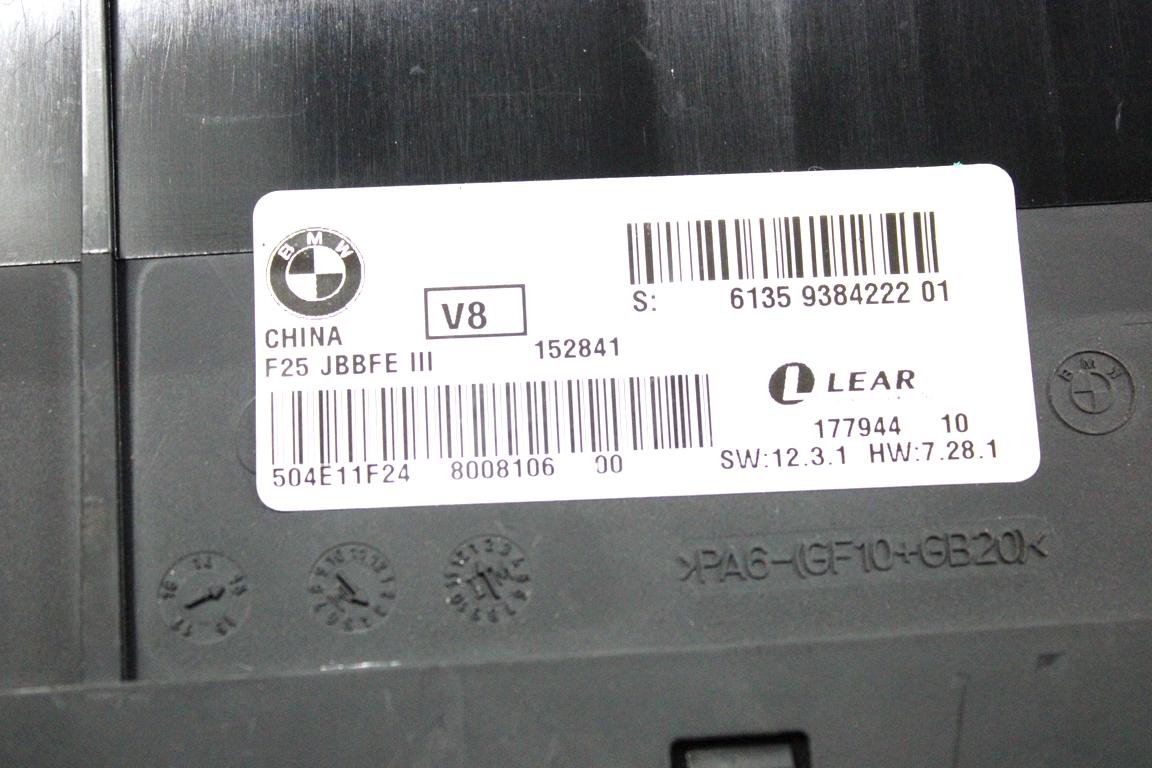 BMW
6135 9384222 01
S:
V8
CHINA
F25 JBBFE III
152841
LEAR
177944 10
504E11F24 8008106 00
SW:12.3.1 HW:7.28.1
BMW
>PA6-(GF10+GB20)<